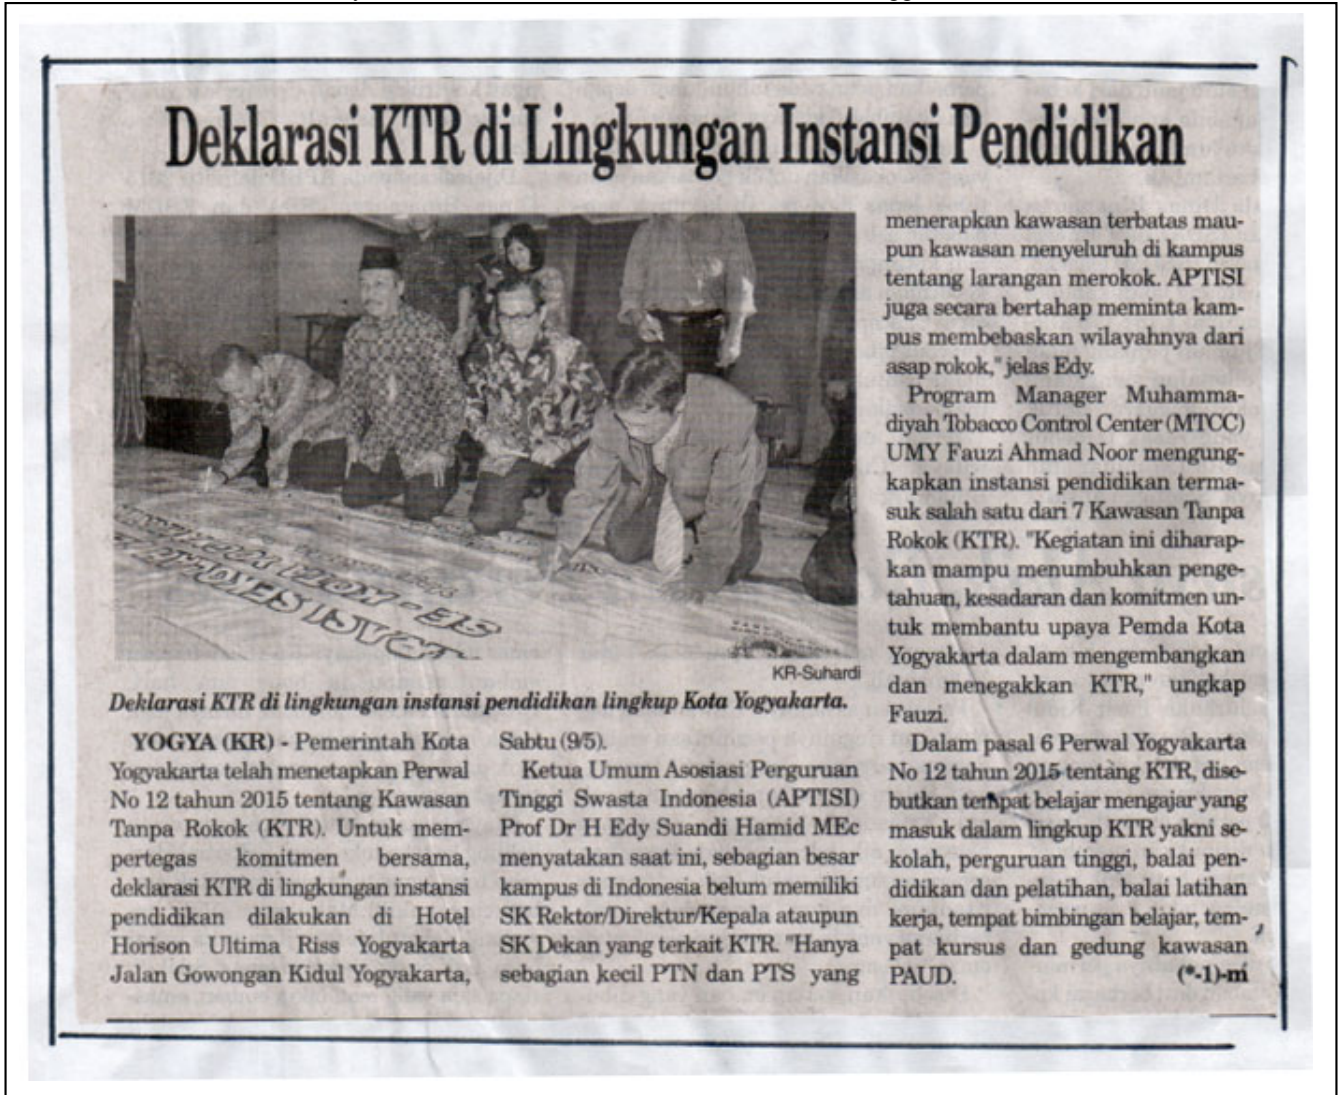 Deklarasi KTR di Lingkungan Instansi Pendidikan
KR-Suhardi
Deklarasi KTR di lingkungan instansi pendidikan lingkup Kota Yogyakarta.
YOGYA (KR) - Pemerintah Kota
Yogyakarta telah menetapkan Perwal
No 12 tahun 2015 tentang Kawasan
Tanpa Rokok (KTR). Untuk mem-
pertegas komitmen bersama,
deklarasi KTR di lingkungan instansi
pendidikan dilakukan di Hotel
Horison Ultima Riss Yogyakarta
Jalan Gowongan Kidul Yogyakarta,
Sabtu (9/5).
Ketua Umum Asosiasi Perguruan
Tinggi Swasta Indonesia (APTISI)
Prof Dr H Edy Suandi Hamid MEc
menyatakan saat ini, sebagian besar
kampus di Indonesia belum memiliki
SK Rektor/Direktur/Kepala ataupun
SK Dekan yang terkait KTR. "Hanya
sebagian kecil PTN dan PTS yang
menerapkan kawasan terbatas mau-
pun kawasan menyeluruh di kampus
tentang larangan merokok. APTISI
juga secara bertahap meminta kam-
pus membebaskan wilayahnya dari
asap rokok," jelas Edy.
Program Manager Muhamma-
diyah Tobacco Control Center (MTCC)
UMY Fauzi Ahmad Noor mengung-
kapkan instansi pendidikan terma-
suk salah satu dari 7 Kawasan Tanpa
Rokok (KTR). "Kegiatan ini diharap-
kan mampu menumbuhkan penge-
tahuan, kesadaran dan komitmen un-
tuk membantu upaya Pemda Kota
Yogyakarta dalam mengembangkan
dan menegakkan KTR," ungkap
Fauzi.
Dalam pasal 6 Perwal Yogyakarta
No 12 tahun 2015 tentang KTR, dise-
butkan tempat belajar mengajar yang
masuk dalam lingkup KTR yakni se-
kolah, perguruan tinggi, balai pen-
didikan dan pelatihan, balai latihan
kerja, tempat bimbingan belajar, tem-
pat kursus dan gedung kawasan
PAUD. (*-1)-m